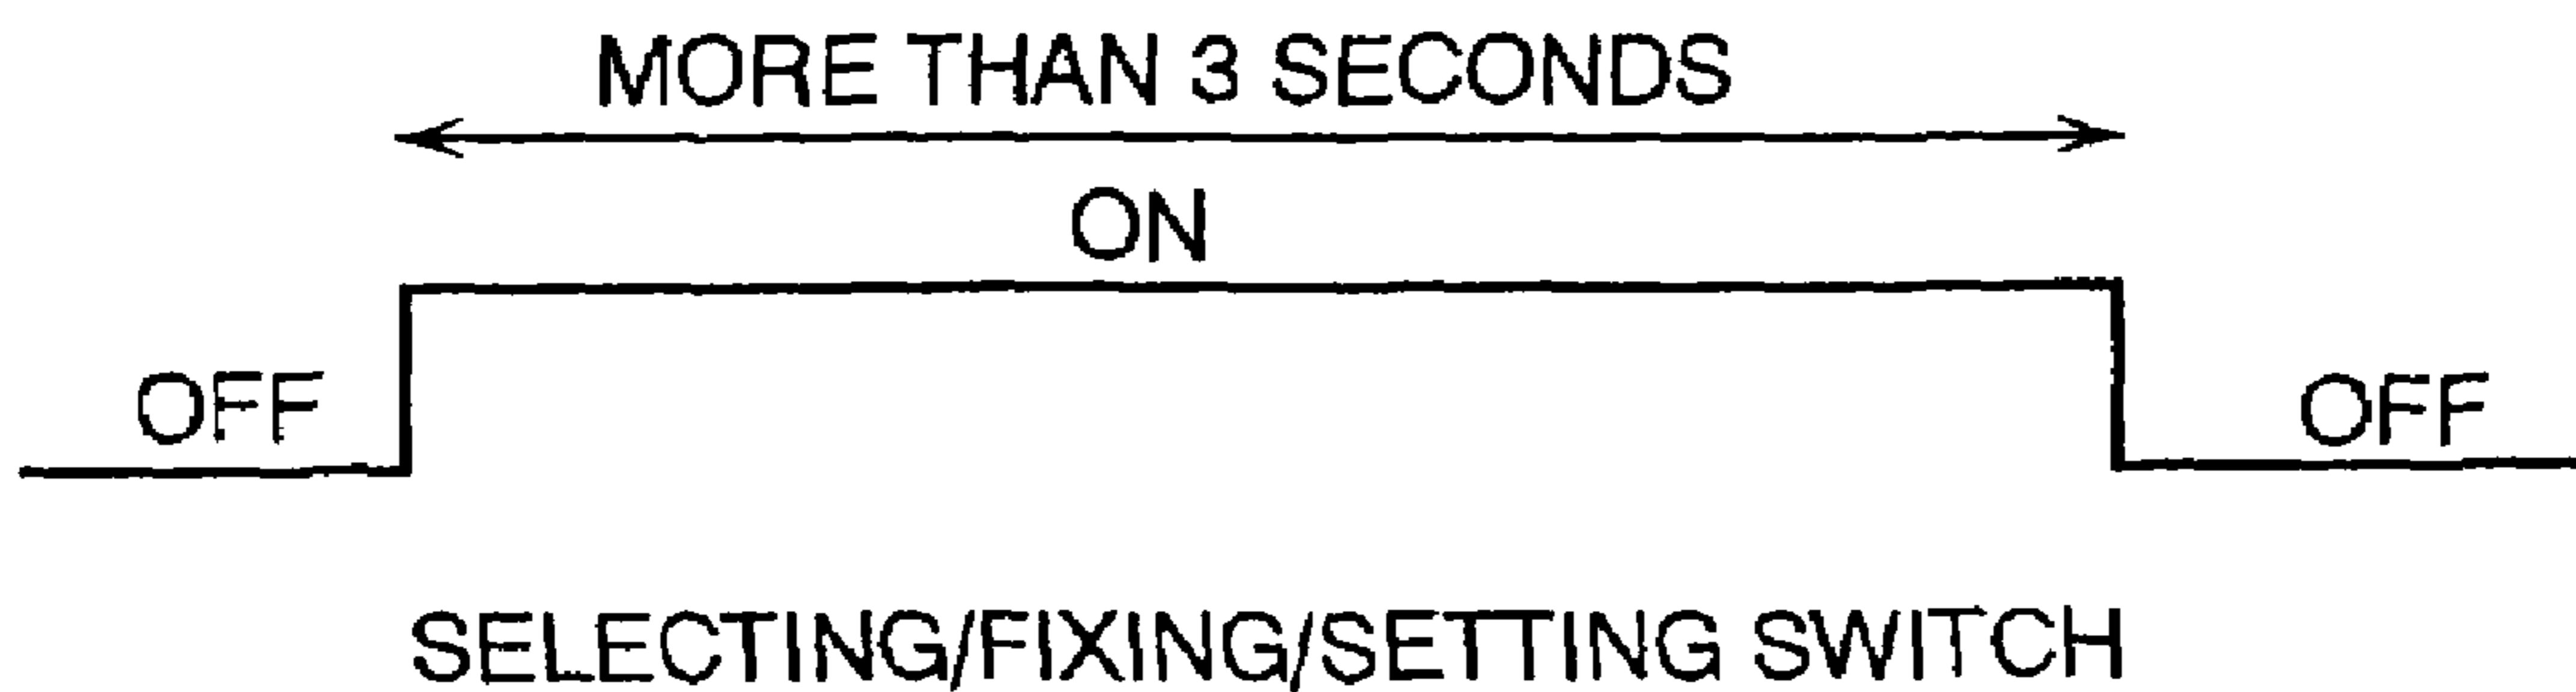 MORE THAN 3 SECONDS
ON
OFF
OFF
SELECTING/FIXING/SETTING SWITCH